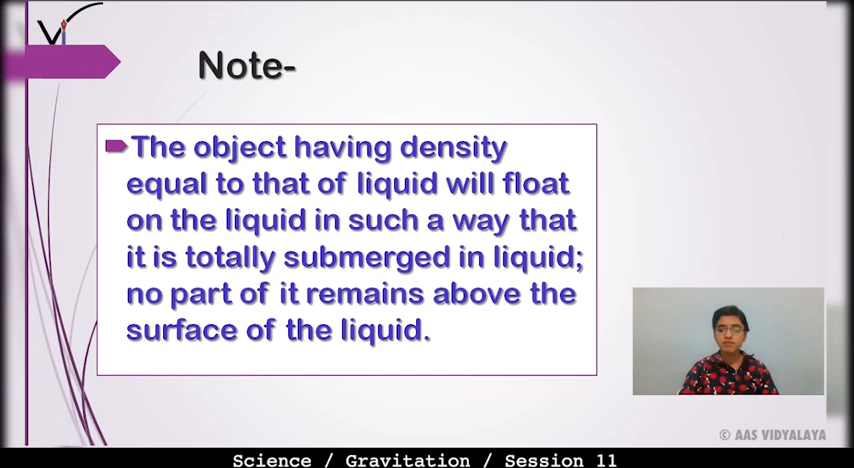 Vi
Note-
The object having density
equal to that of liquid will float
on the liquid in such a way that
it is totally submerged in liquid;
no part of it remains above the
surface of the liquid.
© AAS VIDYALAYA
Science / Gravitation / Session 11